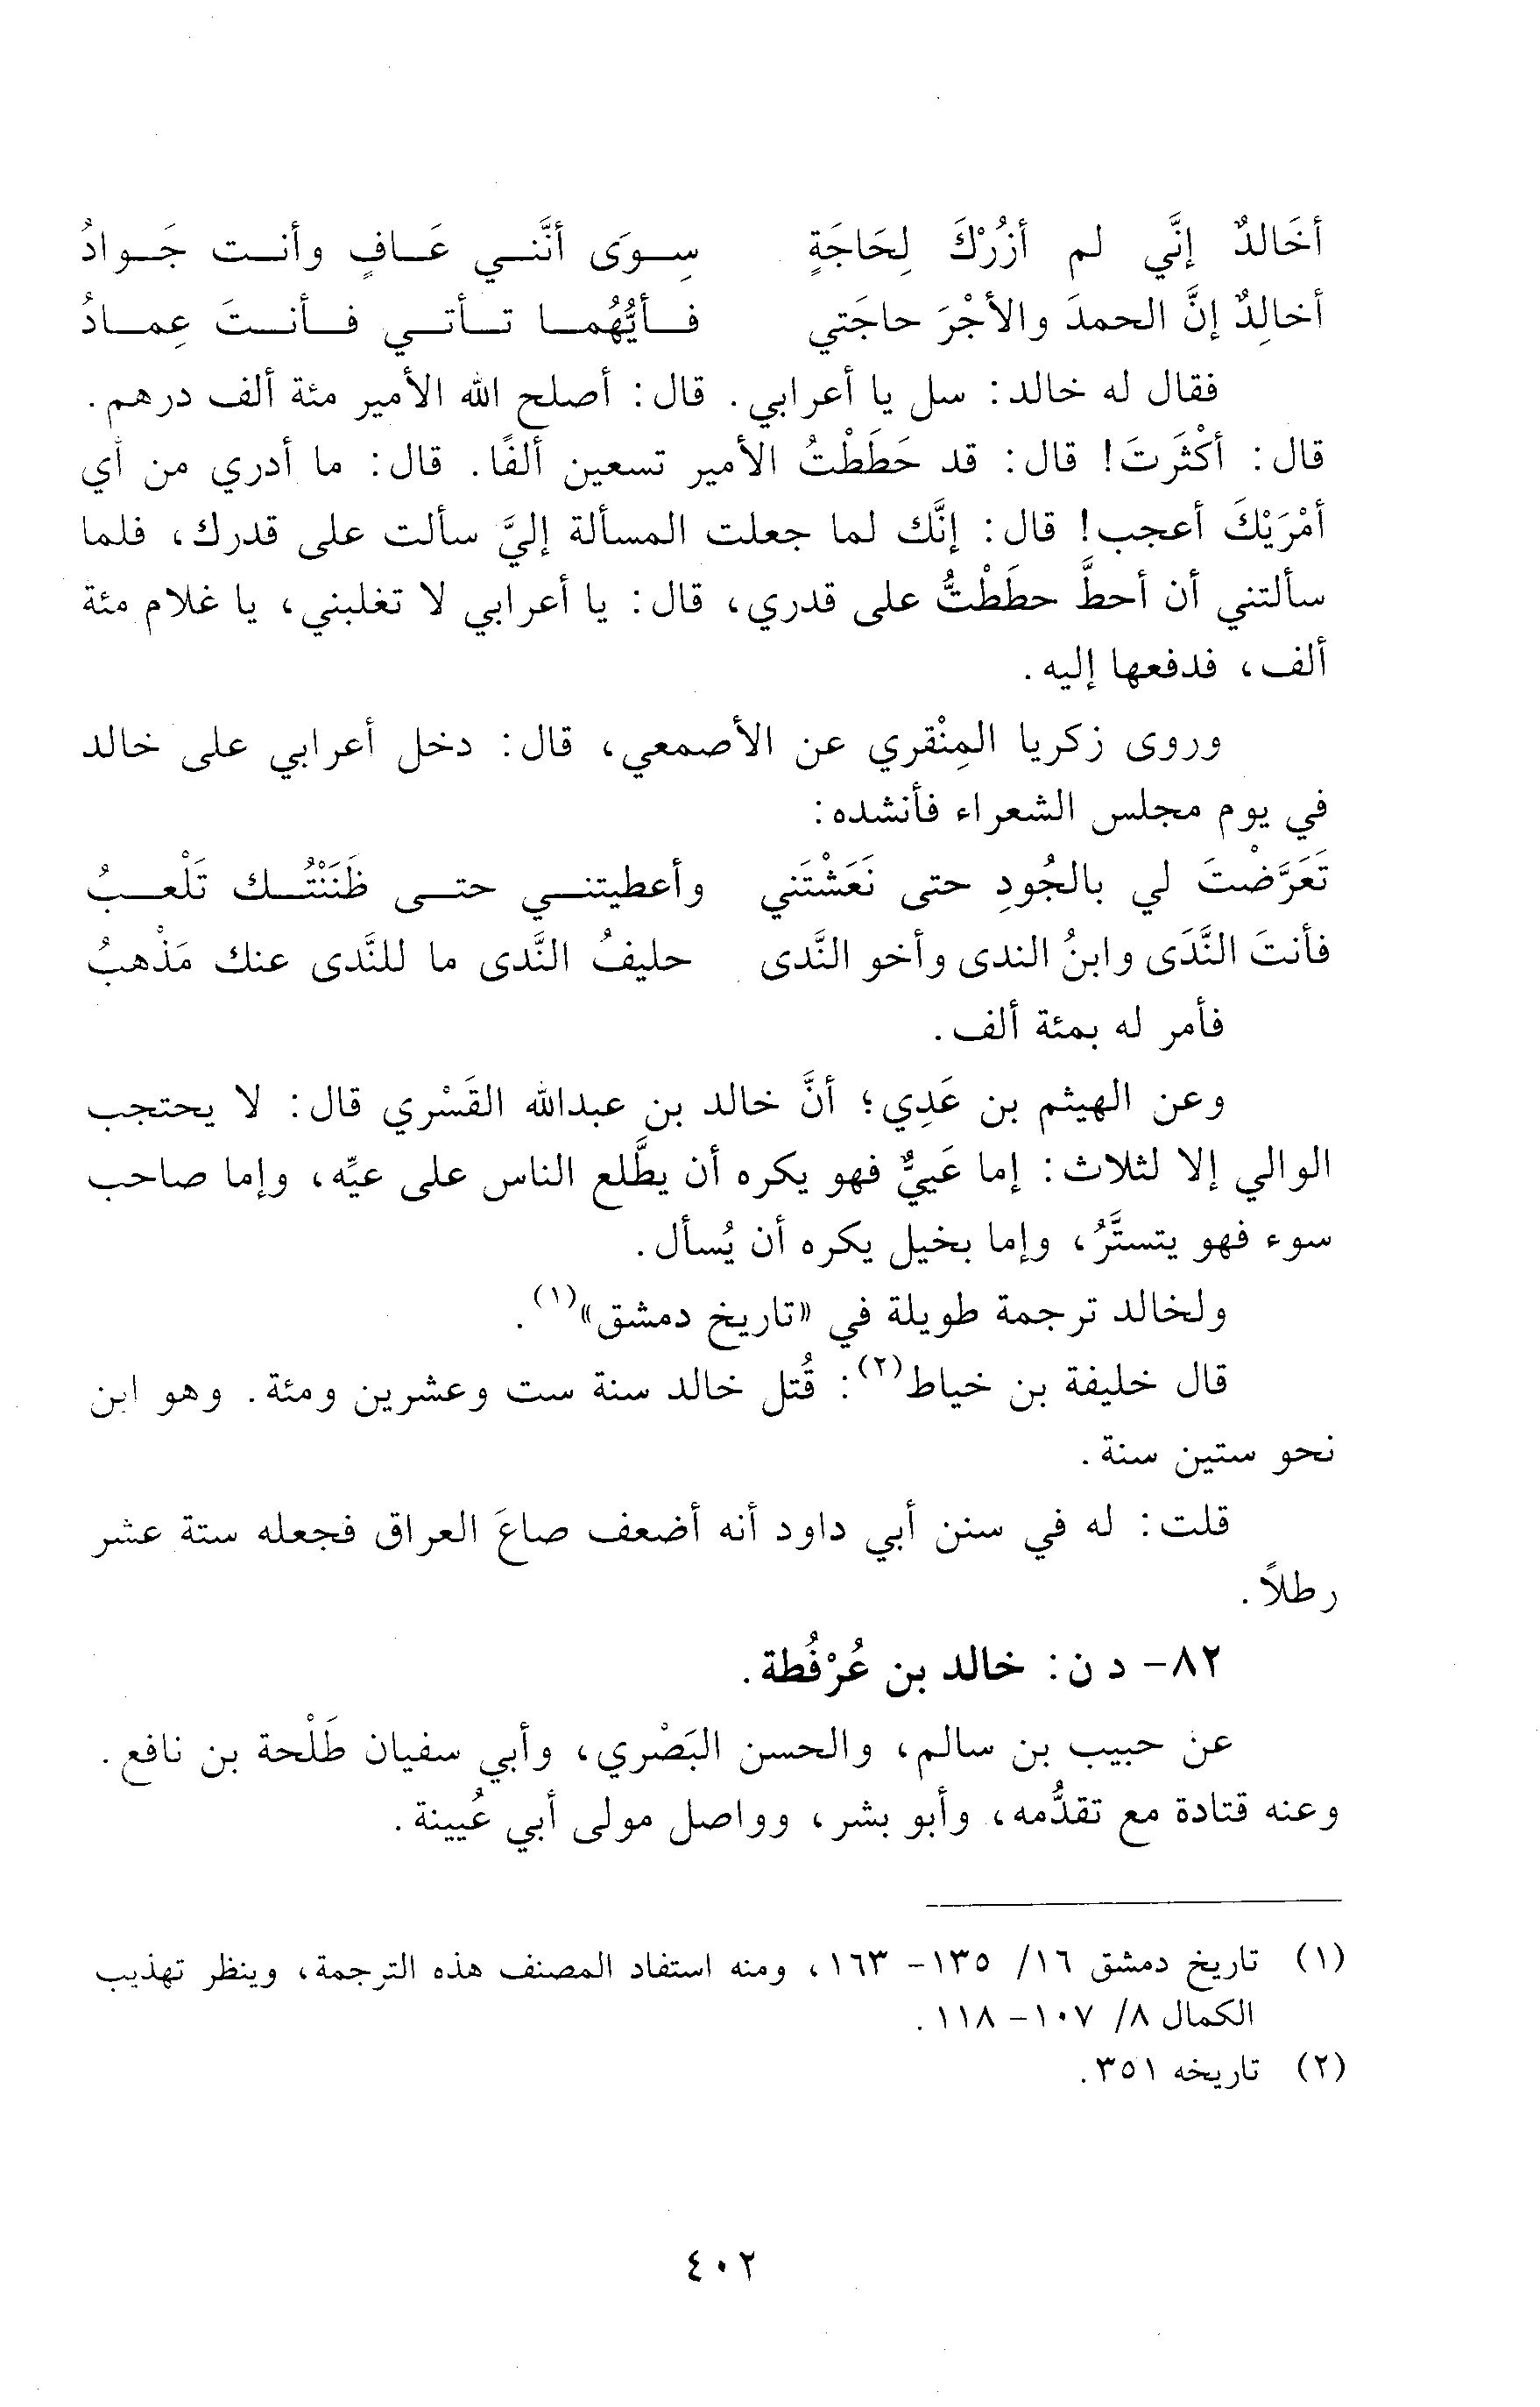 أخَالدٌ إنَّي لم أزُرْكَ لِحَاجَةٍ سِوَى أنَّني عَافٍ وأنت جَوادُ
أخالِدٌ إنَّ الحمدَ والأجْرَ حاجَتي فأيُّهُما تأتي فأنتَ عِمادُ
فقال له خالد: سل يا أعرابي. قال: أصلح الله الأمير مئة ألف درهم.
قال: أكْثَرَتَ! قال: قد حَطَطْتُ الأمير تسعين ألفًا. قال: ما أدري من أي
أمْرَيْكَ أعجب! قال: إنَّك لما جعلت المسألة إليَّ سألت على قدرك، فلما
سألتني أن أحطَّ حطَطْتُّ على قدري، قال: يا أعرابي لا تغلبني، يا غلام مئة
ألف، فدفعها إليه.
وروى زكريا المِنْقري عن الأصمعي، قال: دخل أعرابي على خالد
في يوم مجلس الشعراء فأنشده:
تَعَرَّضْتَ لي بالجُودِ حتى نَعَشْتَني وأعطيتني حتى ظَنَنْتُك تَلْعبُ
فأنتَ النَّدَى وابنُ الندى وأخو النَّدى حليفُ النَّدى ما للنَّدى عنك مَذْهبُ
فأمر له بمئة ألف.
وعن الهيثم بن عَدِي؛ أنَّ خالد بن عبدالله القَسْري قال: لا يحتجب
الوالي إلا لثلاث: إما عَييٌّ فهو يكره أن يطَّلع الناس على عيِّه، وإما صاحب
سوء فهو يتستَّرُ، وإما بخيل يكره أن يُسأل.
ولخالد ترجمة طويلة في «تاريخ دمشق»(١).
قال خليفة بن خياط(٢): قُتل خالد سنة ست وعشرين ومئة. وهو ابن
نحو ستين سنة.
قلت: له في سنن أبي داود أنه أضعف صاعَ العراق فجعله ستة عشر
رطلاً.
٨٢- د ن: خالد بن عُرْفُطة.
عن حبيب بن سالم، والحسن البَصْري، وأبي سفيان طَلْحة بن نافع.
وعنه قتادة مع تقدُّمه، وأبو بشر، وواصل مولى أبي عُيينة.
(١) تاريخ دمشق ١٦/ ١٣٥- ١٦٣، ومنه استفاد المصنف هذه الترجمة، وينظر تهذيب
الكمال ٨/ ١٠٧- ١١٨.
(٢) تاريخه ٣٥١.
٤٠٢